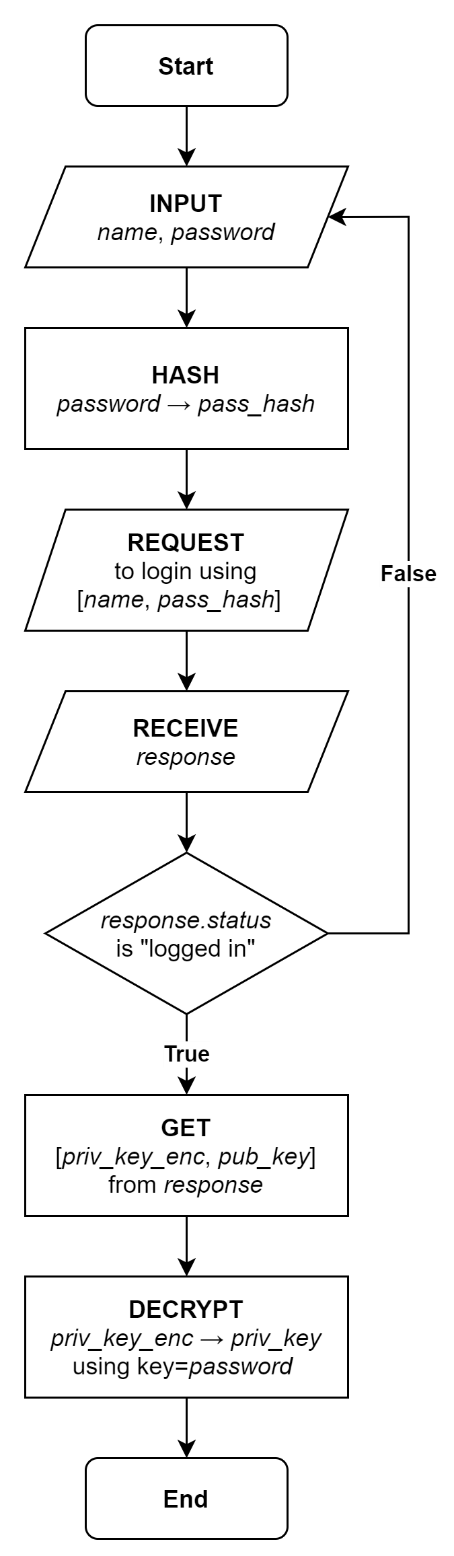 Start
INPUT
name, password
HASH
password → pass_hash
REQUEST
to login using
[name, pass_hash]
False
RECEIVE
response
response.status
is "logged in"
True
GET
[priv_key_enc, pub_key]
from response
DECRYPT
priv_key_enc → priv_key
using key=password
End